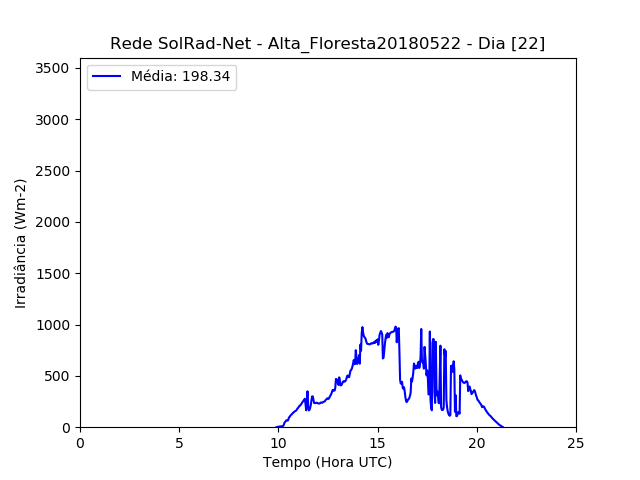 Rede SolRad-Net - Alta_Floresta20180522 - Dia [22]
Média: 198.34
3500
3000
2500
2000
1500
1000
500
0
Irradiância (Wm-2)
0 5 10 15 20 25
Tempo (Hora UTC)